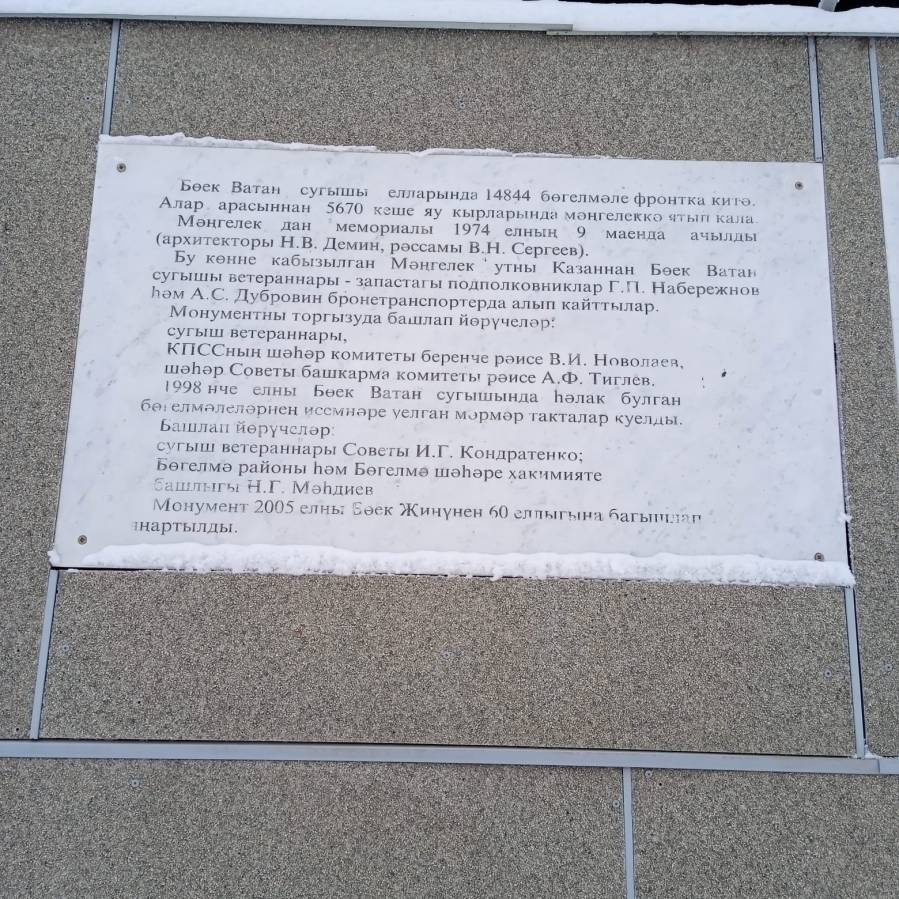 Бөек Ватан сугышы елларында 14844 бөгелмәле фронтка китә.
Алар арасыннан 5670 кеше яу кырларында мәңгелеккә ятып кала.
Мәңгелек дан мемориалы 1974 елның 9 маенда ачылды
(архитекторы Н.В. Демин, рәссамы В.Н. Сергеев).
Бу көнне кабызылган Мәңгелек утны Казаннан Бөек Ватан
сугышы ветераннары - запастагы подполковниклар Г.П. Набережнов
һәм А.С. Дубровин бронетранспортерда алып кайттылар.
Монументны торгызуда башлап йөрүчеләр:
сугыш ветераннары,
КПССның шәһәр комитеты беренче рәисе В.И. Новолаев,
шәһәр Советы башкарма комитеты рәисе А.Ф. Тиглев.
1998 нче елны Бөек Ватан сугышында һәлак булган
бөгелмәлеләрнең исемнәре уелган мәрмәр такталар куелды.
Башлап йөрүчеләр:
сугыш ветераннары Советы И.Г. Кондратенко;
Бөгелмә районы һәм Бөгелмә шәһәре хакимияте
башлыгы Н.Г. Мәһдиев
Монумент 2005 елны Бөек Җиңүнең 60 еллыгына багышлап
яңартылды.